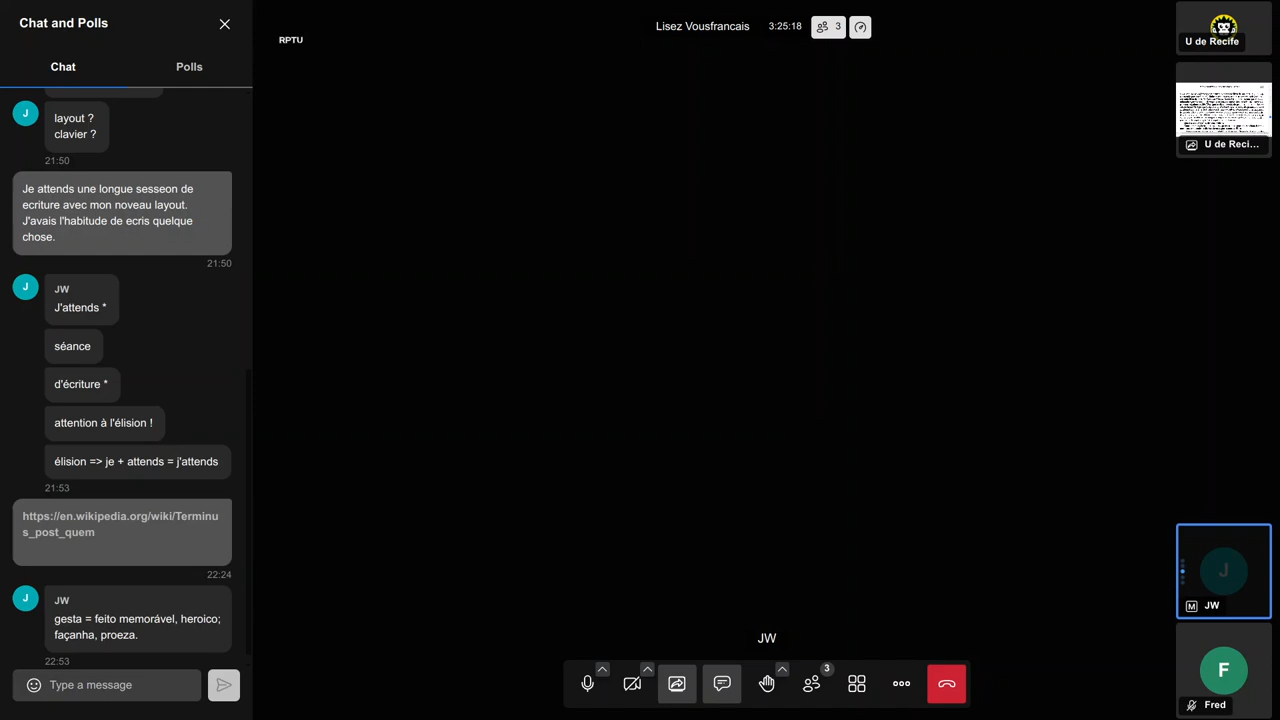 Chat and Polls
Chat
Polls
J
layout ?
clavier ?
21:50
Je attends une longue sesseon de
ecriture avec mon noveau layout.
J'avais l'habitude de ecris quelque
chose.
21:50
J
JW
J'attends *
séance
d'écriture *
attention à l'élision !
élision => je + attends = j'attends
21:53
https://en.wikipedia.org/wiki/Terminu
s_post_quem
22:24
J
JW
gesta = feito memorável, heroico;
façanha, proeza.
22:53
Type a message
RPTU
Lisez Vousfrancais
3:25:18
3
JW
3
U de Recife
U de Reci...
J
M
JW
F
Fred